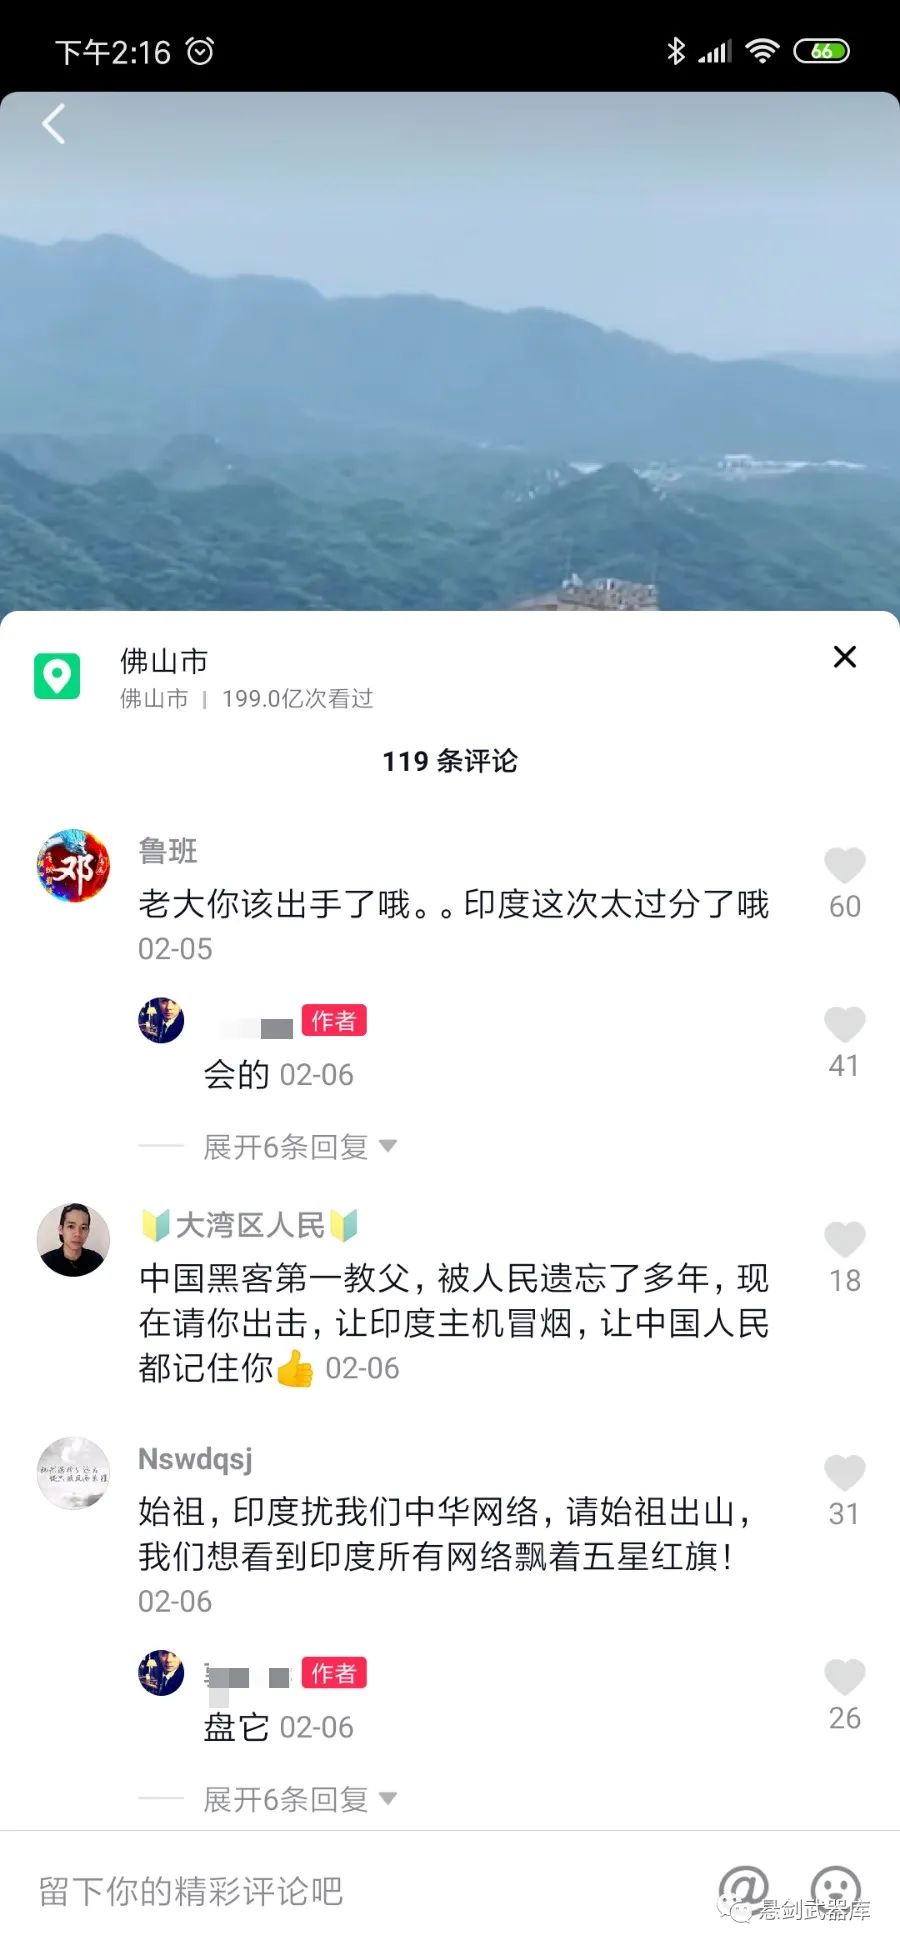 下午2:16
66
佛山市
佛山市 | 199.0亿次看过
119 条评论
邓
鲁班
老大你该出手了哦。。印度这次太过分了哦
60
02-05
作者
会的 02-06
41
展开6条回复
大湾区人民
中国黑客第一教父，被人民遗忘了多年，现
在请你出击，让印度主机冒烟，让中国人民
都记住你👍 02-06
18
Nswdqsj
始祖，印度扰我们中华网络，请始祖出山，
我们想看到印度所有网络飘着五星红旗！
31
02-06
作者
盘它 02-06
26
展开6条回复
留下你的精彩评论吧
@
悬剑武器库